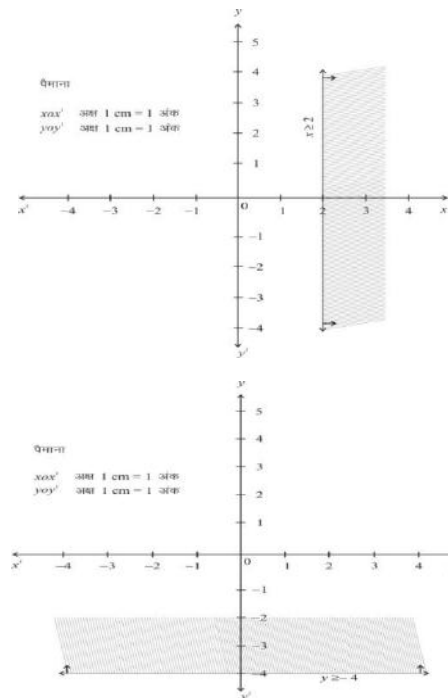 y
5
4
3
2
1
0
पैमाना
xox' अक्ष 1 cm = 1 अंक
yoy' अक्ष 1 cm = 1 अंक
x ≥ 2
x' −4 −3 −2 −1 1 2 3 4 x
−1
−2
−3
−4
y'
y
5
4
3
2
1
0
पैमाना
xox' अक्ष 1 cm = 1 अंक
yoy' अक्ष 1 cm = 1 अंक
x' −4 −3 −2 −1 1 2 3 4
−1
−2
−3
−4
y ≥ − 4
y'